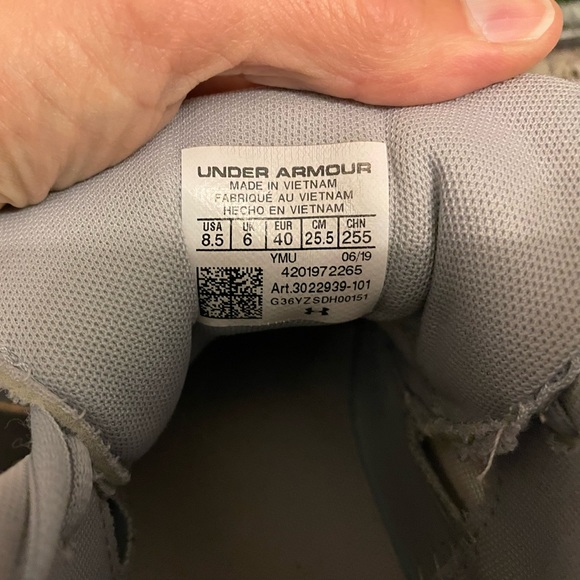 UNDER ARMOUR
MADE IN VIETNAM
FABRIQUÉ AU VIETNAM
HECHO EN VIETNAM
USA UK EUR CM CHN
8.5 6 40 25.5 255
YMU 06/19
4201972265
Art.3022939-101
G36YZSDH00151